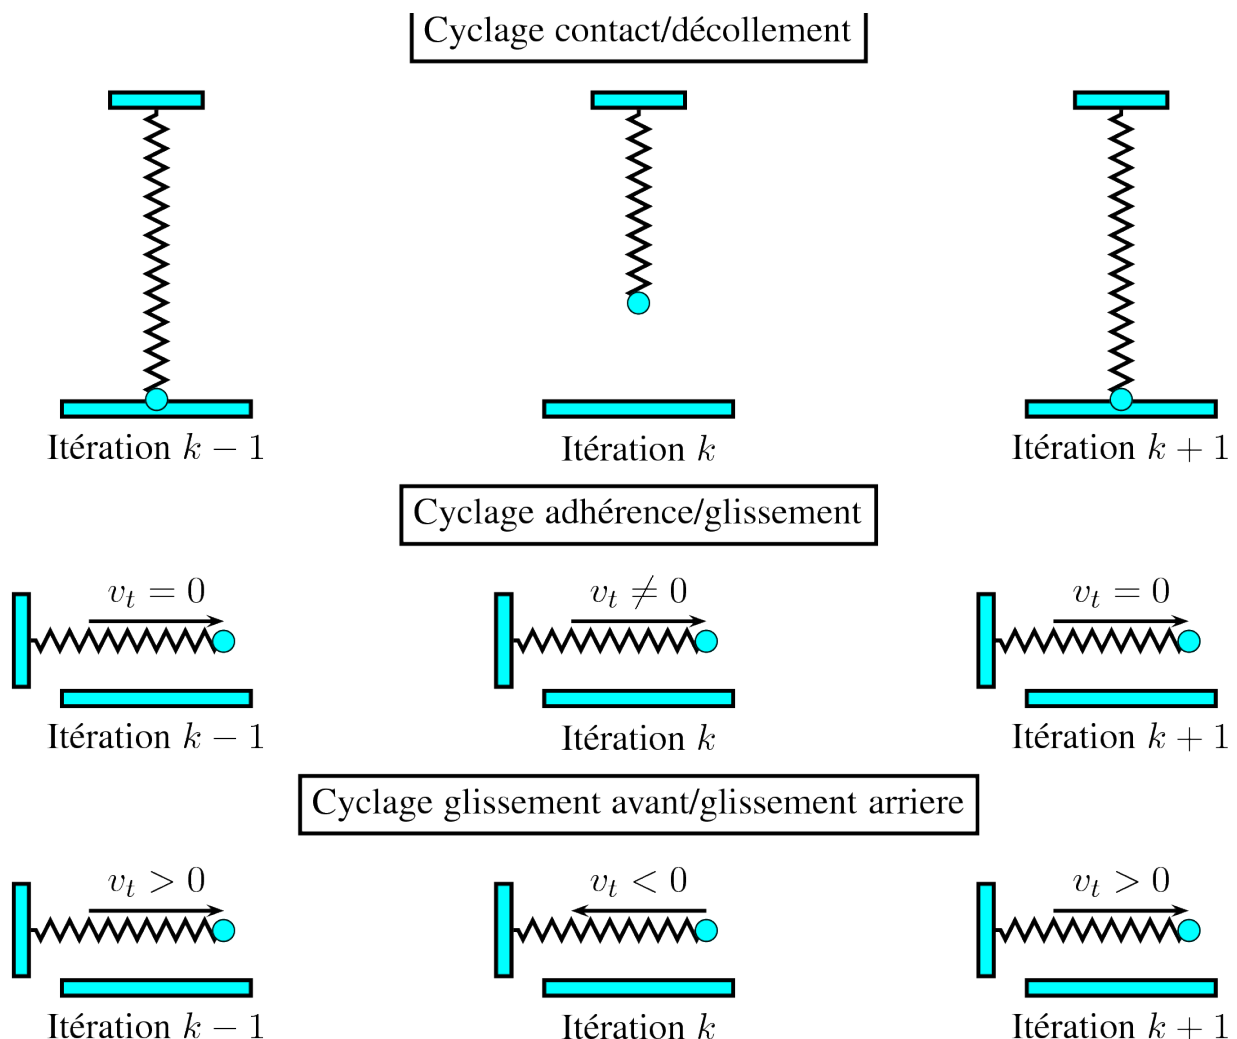 Cyclage contact/décollement
Itération k − 1
Itération k
Itération k + 1
Cyclage adhérence/glissement
v_t = 0
v_t ≠ 0
v_t = 0
Itération k − 1
Itération k
Itération k + 1
Cyclage glissement avant/glissement arriere
v_t > 0
v_t < 0
v_t > 0
Itération k − 1
Itération k
Itération k + 1